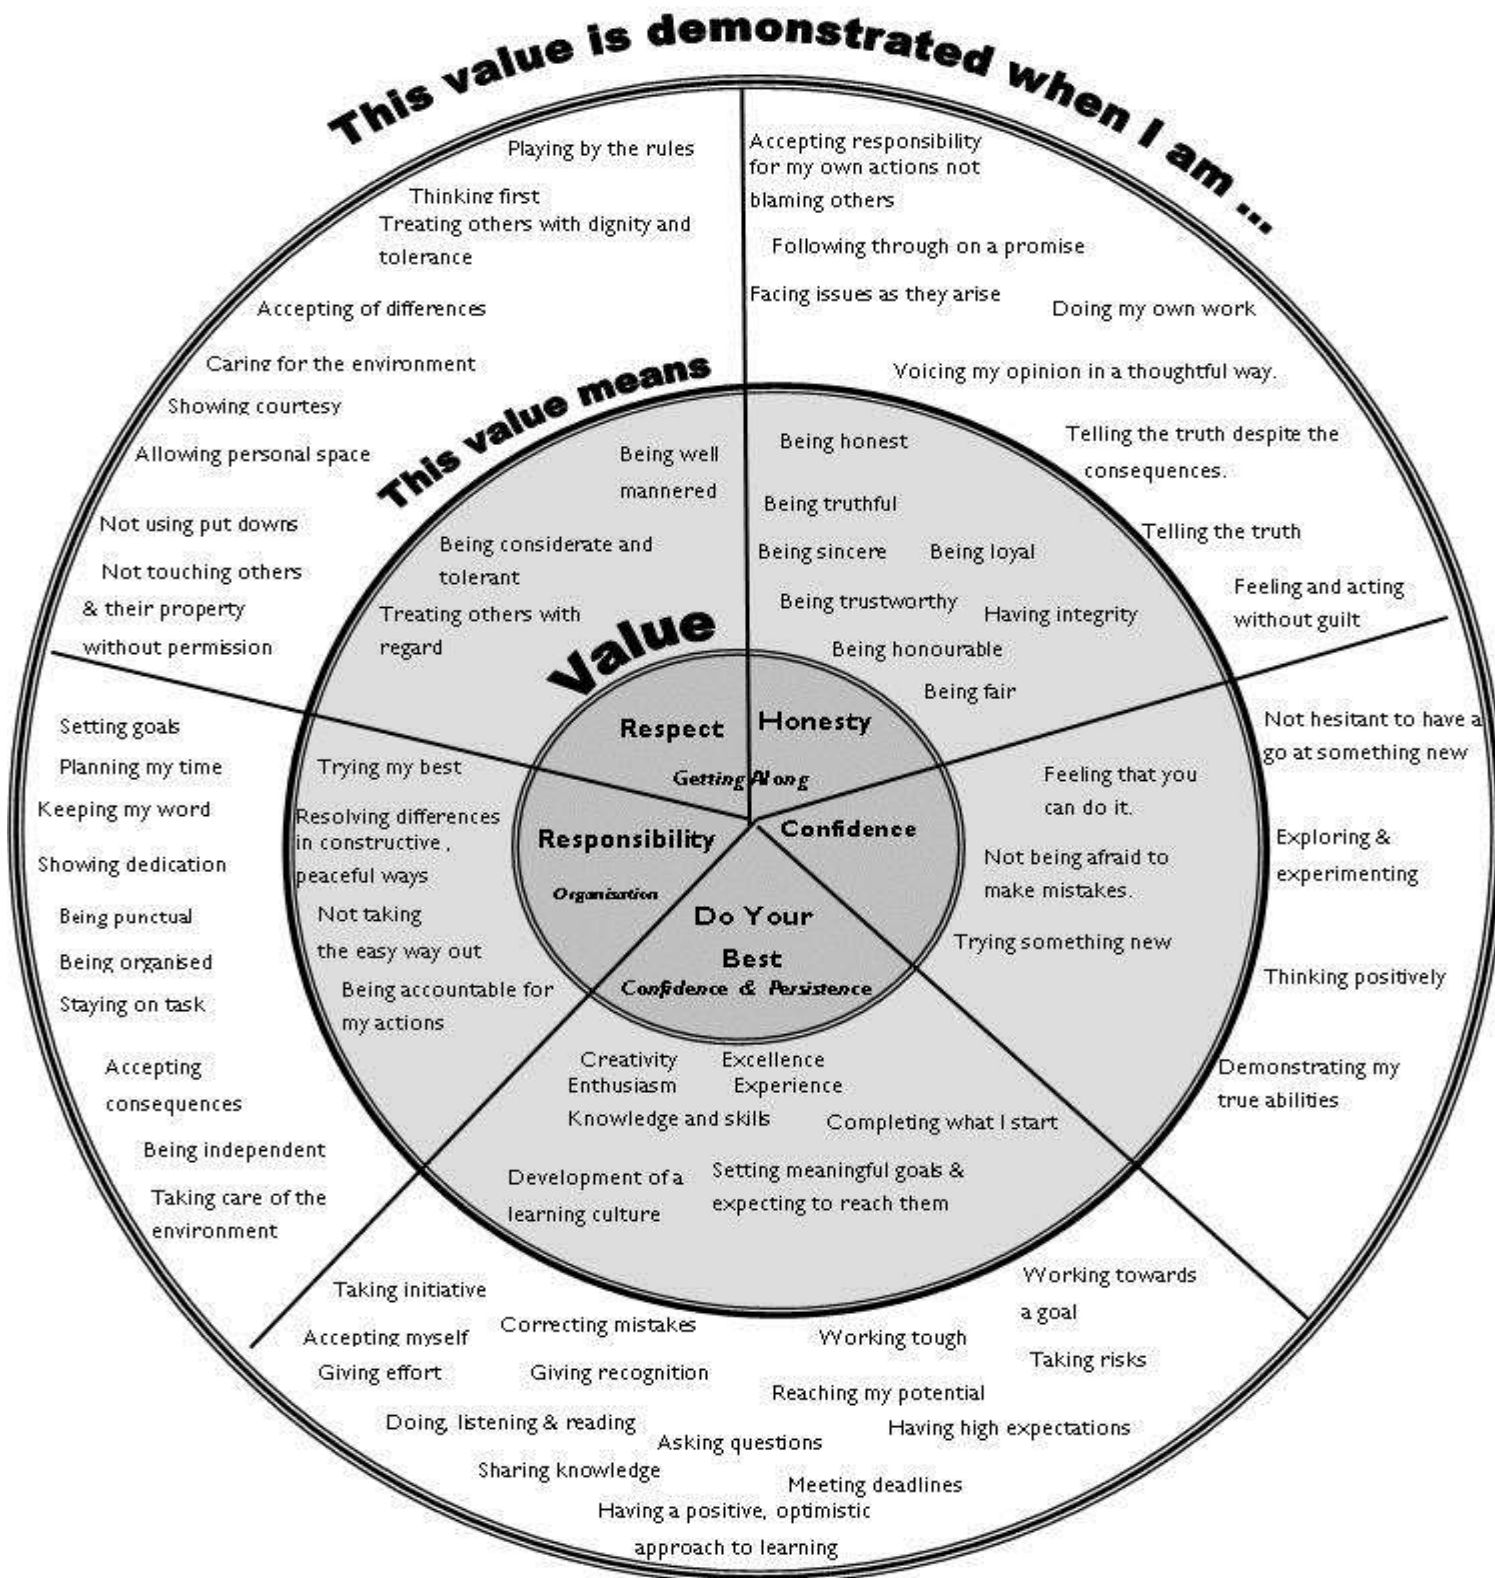 This value is demonstrated when I am ...
Playing by the rules
Thinking first
Treating others with dignity and
tolerance
Accepting of differences
Caring for the environment
Showing courtesy
Allowing personal space
Not using put downs
Not touching others
& their property
without permission
Accepting responsibility
for my own actions not
blaming others
Following through on a promise
Facing issues as they arise
Doing my own work
Voicing my opinion in a thoughtful way.
Telling the truth despite the
consequences.
Telling the truth
Feeling and acting
without guilt
This value means
Being well
mannered
Being considerate and
tolerant
Treating others with
regard
Being honest
Being truthful
Being sincere
Being loyal
Being trustworthy
Having integrity
Being honourable
Being fair
Value
Respect
Honesty
Getting Along
Responsibility
Organisation
Confidence
Do Your
Best
Confidence & Persistence
Setting goals
Planning my time
Keeping my word
Showing dedication
Being punctual
Being organised
Staying on task
Accepting
consequences
Being independent
Taking care of the
environment
Trying my best
Resolving differences
in constructive ,
peaceful ways
Not taking
the easy way out
Being accountable for
my actions
Feeling that you
can do it.
Not being afraid to
make mistakes.
Trying something new
Not hesitant to have a
go at something new
Exploring &
experimenting
Thinking positively
Demonstrating my
true abilities
Creativity
Excellence
Enthusiasm
Experience
Knowledge and skills
Completing what I start
Development of a
learning culture
Setting meaningful goals &
expecting to reach them
Taking initiative
Accepting myself
Giving effort
Correcting mistakes
Giving recognition
Working tough
Working towards
a goal
Taking risks
Reaching my potential
Having high expectations
Doing, listening & reading
Asking questions
Sharing knowledge
Meeting deadlines
Having a positive, optimistic
approach to learning